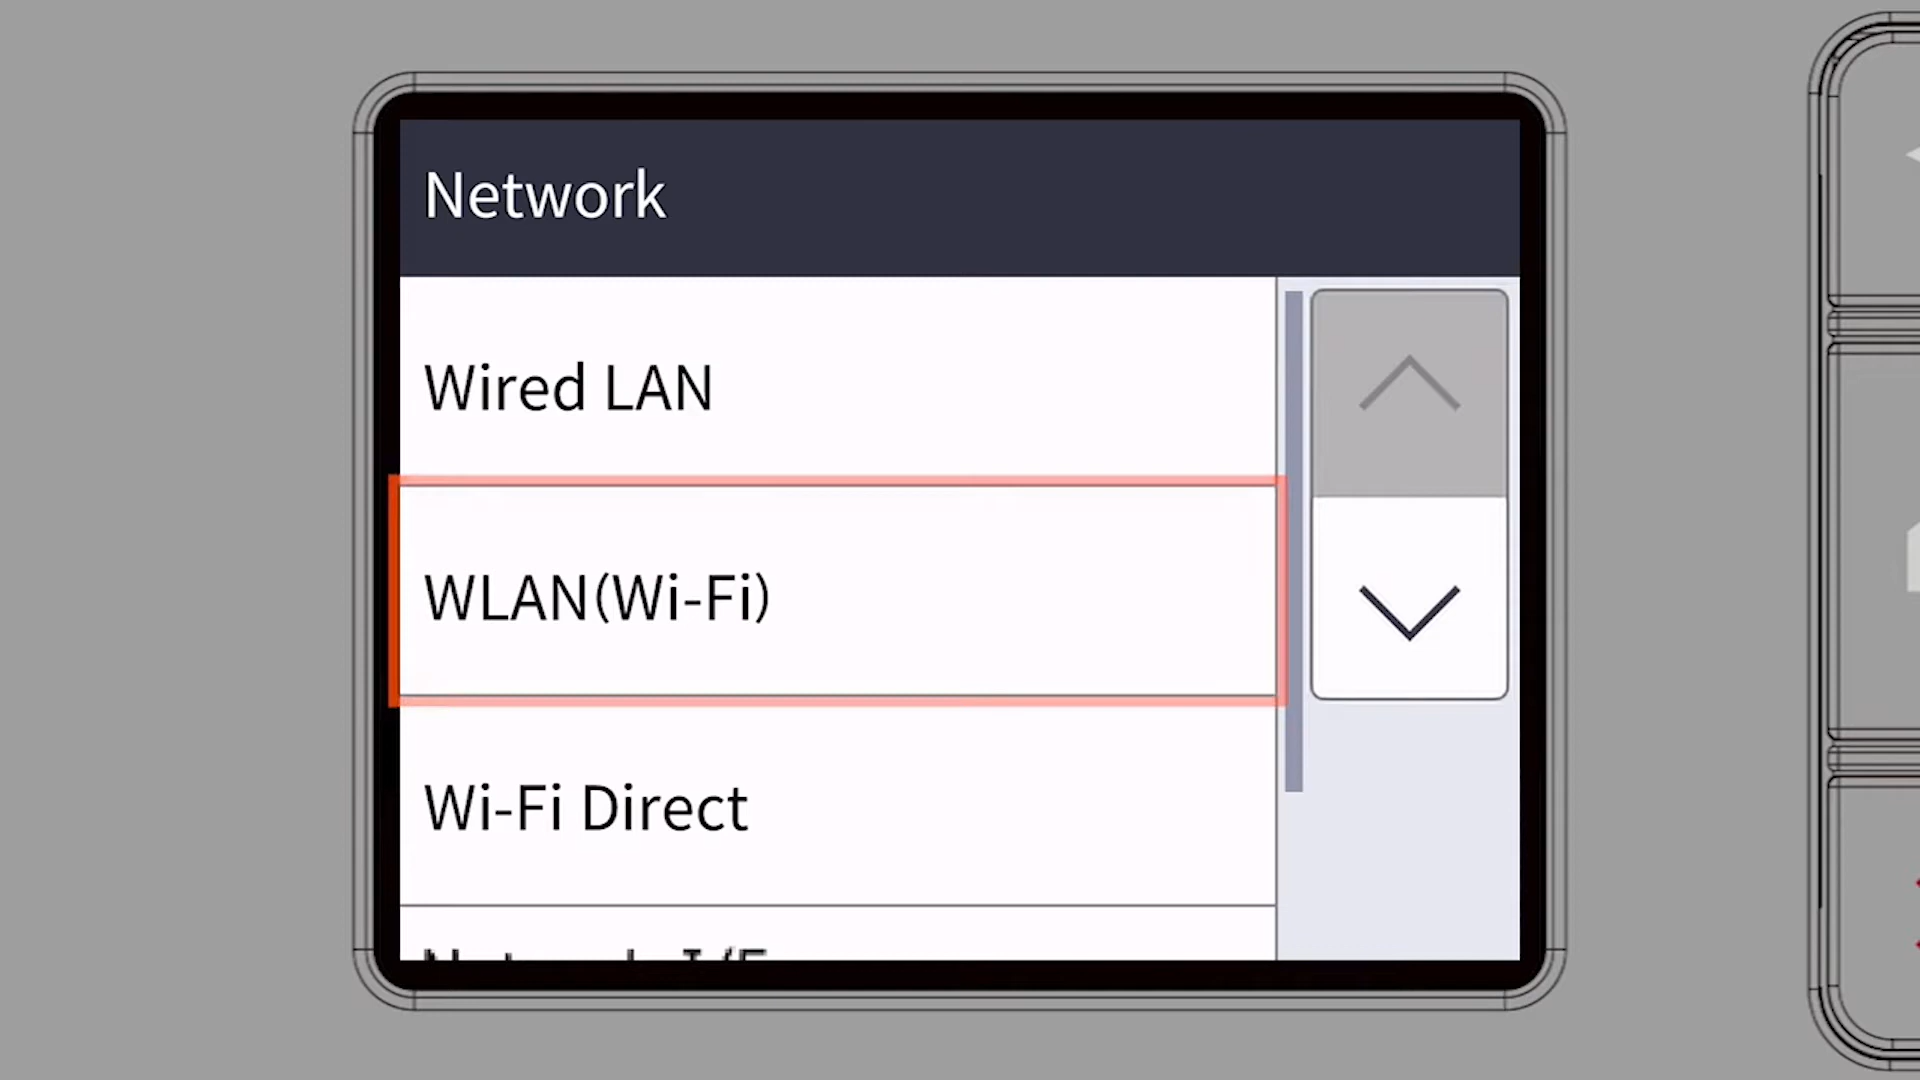 Network
Wired LAN
WLAN(Wi-Fi)
Wi-Fi Direct